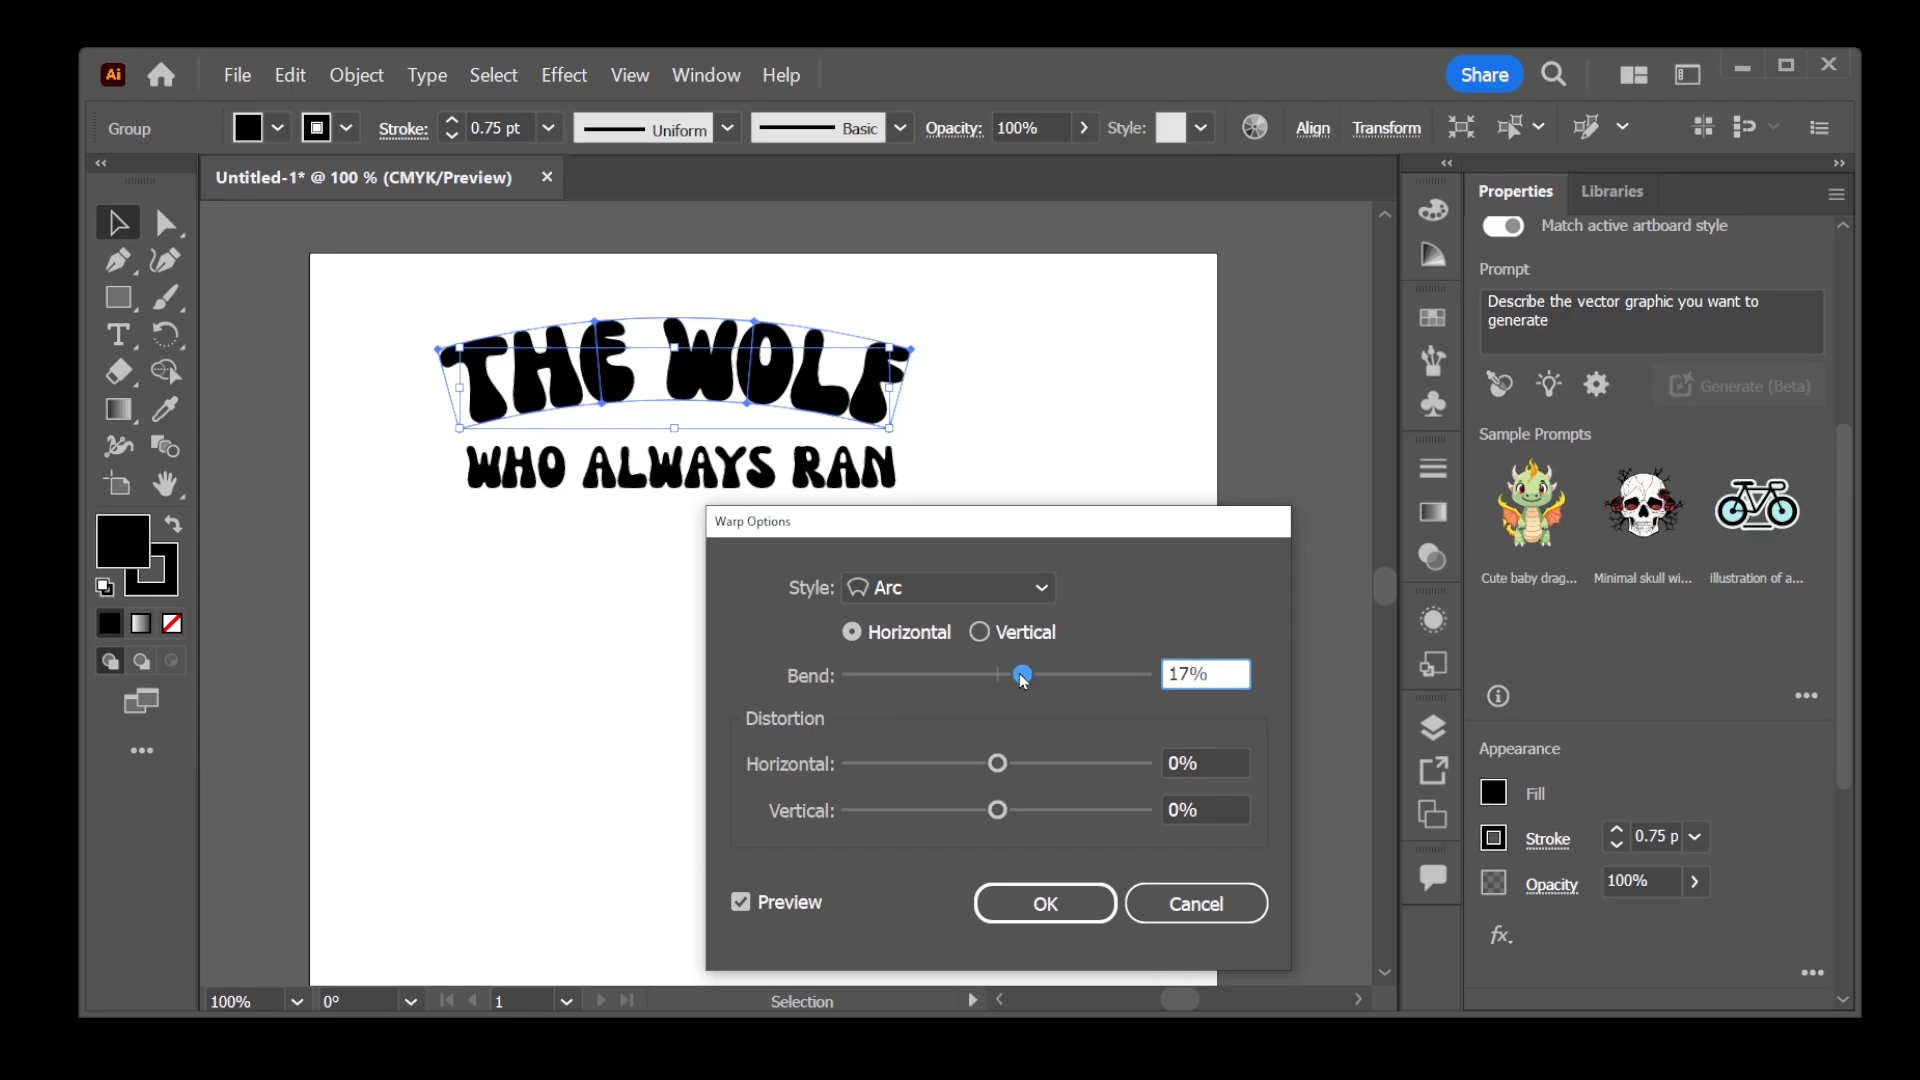 Ai File Edit Object Type Select Effect View Window Help Share
Group Stroke: 0.75 pt Uniform Basic Opacity: 100% Style: Align Transform
Untitled-1* @ 100 % (CMYK/Preview)
Properties Libraries
Match active artboard style
Prompt
Describe the vector graphic you want to
generate
Generate (Beta)
Sample Prompts
Cute baby drag... Minimal skull wi... illustration of a...
THE WOLF
WHO ALWAYS RAN
Warp Options
Style: Arc
Horizontal Vertical
Bend: 17%
Distortion
Horizontal: 0%
Vertical: 0%
Preview OK Cancel
Appearance
Fill
Stroke 0.75 p
Opacity 100%
fx.
100% 0° 1 Selection